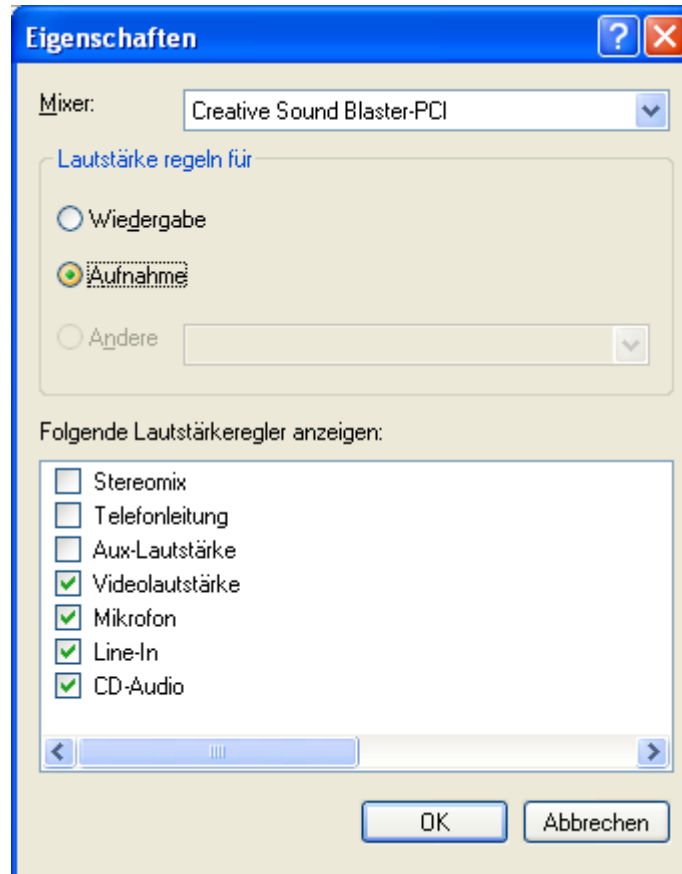 Eigenschaften
Mixer:
Creative Sound Blaster-PCI
Lautstärke regeln für
Wiedergabe
Aufnahme
Andere
Folgende Lautstärkeregler anzeigen:
Stereomix
Telefonleitung
Aux-Lautstärke
Videolautstärke
Mikrofon
Line-In
CD-Audio
OK
Abbrechen